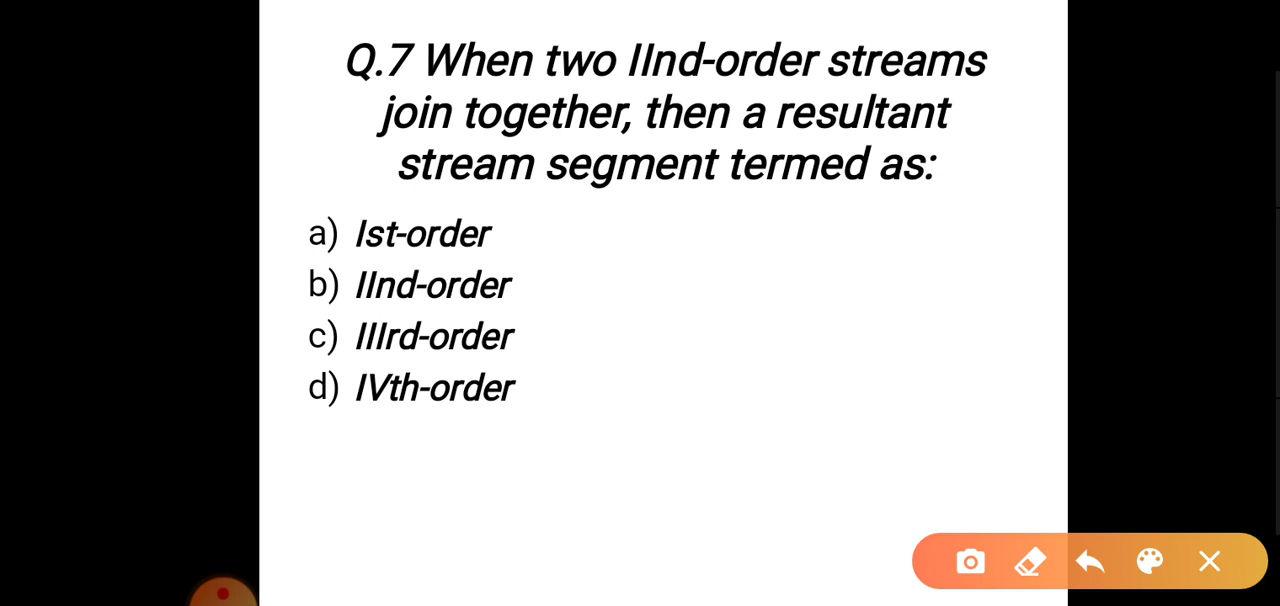 Q.7 When two IInd-order streams
join together, then a resultant
stream segment termed as:
a) Ist-order
b) IInd-order
c) IIIrd-order
d) IVth-order